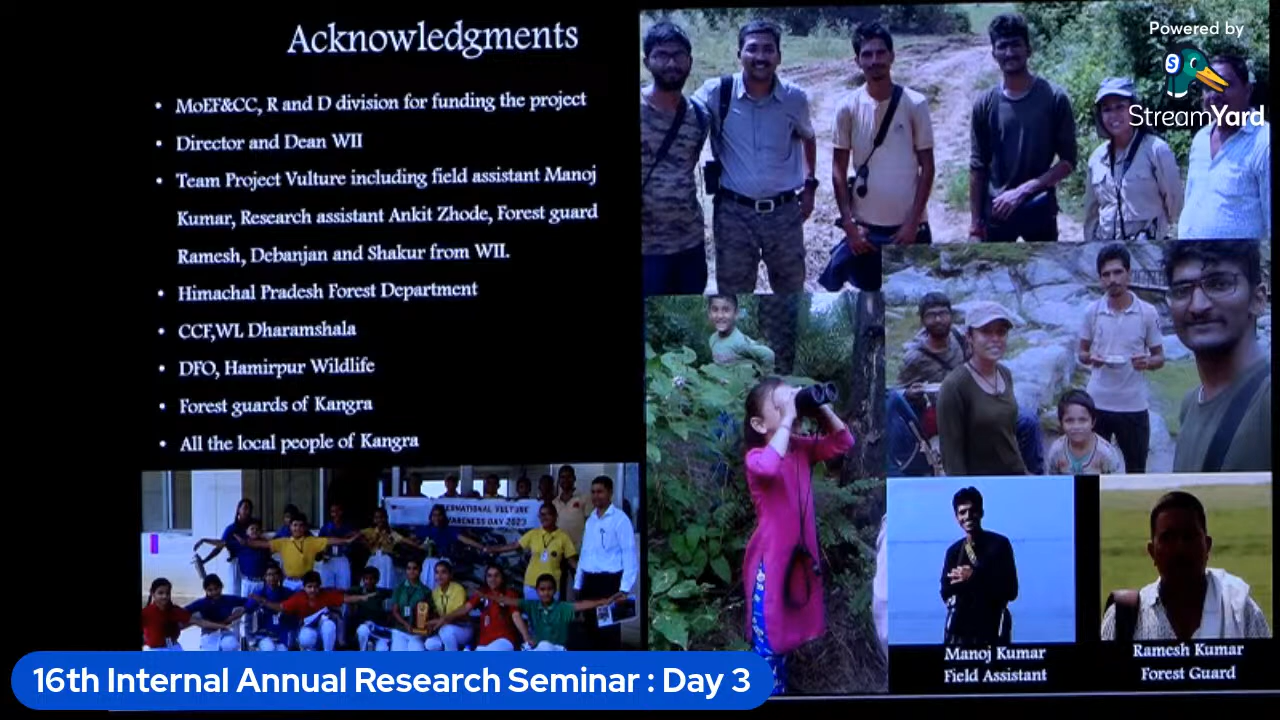 Acknowledgments
• MoEF&CC, R and D division for funding the project
• Director and Dean WII
• Team Project Vulture including field assistant Manoj
Kumar, Research assistant Ankit Zhode, Forest guard
Ramesh, Debanjan and Shakur from WII.
• Himachal Pradesh Forest Department
• CCF,WL Dharamshala
• DFO, Hamirpur Wildlife
• Forest guards of Kangra
• All the local people of Kangra
Powered by
StreamYard
VULTURE
DAY 2023
Manoj Kumar
Field Assistant
Ramesh Kumar
Forest Guard
16th Internal Annual Research Seminar : Day 3